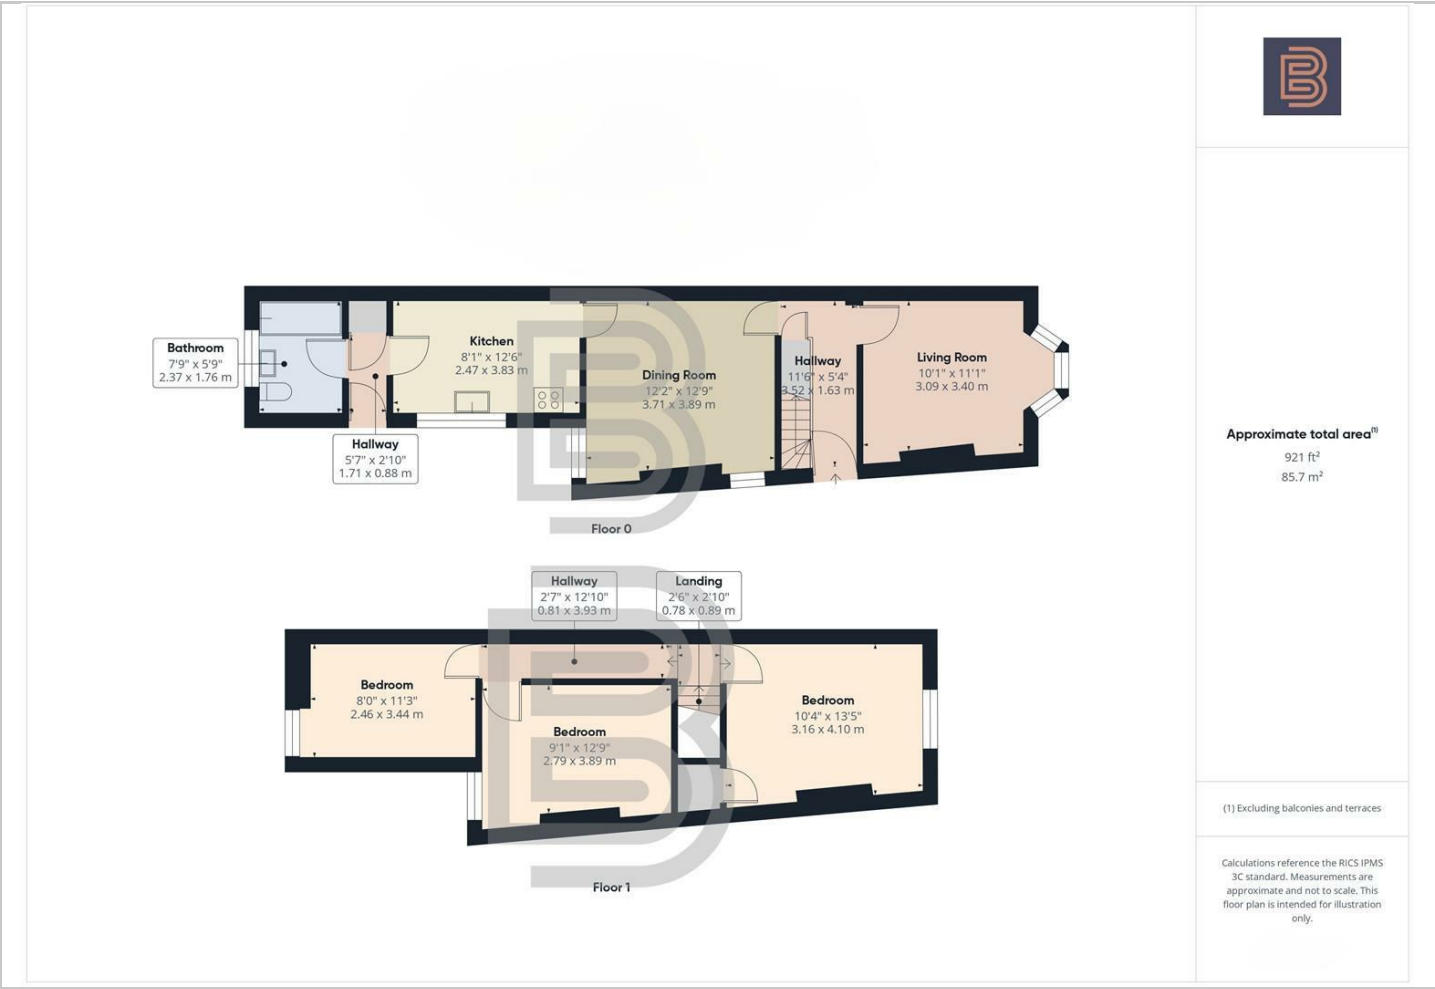 Bathroom
7'9" x 5'9"
2.37 x 1.76 m
Hallway
5'7" x 2'10"
1.71 x 0.88 m
Kitchen
8'1" x 12'6"
2.47 x 3.83 m
Dining Room
12'2" x 12'9"
3.71 x 3.89 m
Hallway
11'6" x 5'4"
3.52 x 1.63 m
Living Room
10'1" x 11'1"
3.09 x 3.40 m
Floor 0
Hallway
2'7" x 12'10"
0.81 x 3.93 m
Landing
2'6" x 2'10"
0.78 x 0.89 m
Bedroom
8'0" x 11'3"
2.46 x 3.44 m
Bedroom
9'1" x 12'9"
2.79 x 3.89 m
Bedroom
10'4" x 13'5"
3.16 x 4.10 m
Floor 1
B
Approximate total area(1)
921 ft²
85.7 m²
(1) Excluding balconies and terraces
Calculations reference the RICS IPMS
3C standard. Measurements are
approximate and not to scale. This
floor plan is intended for illustration
only.